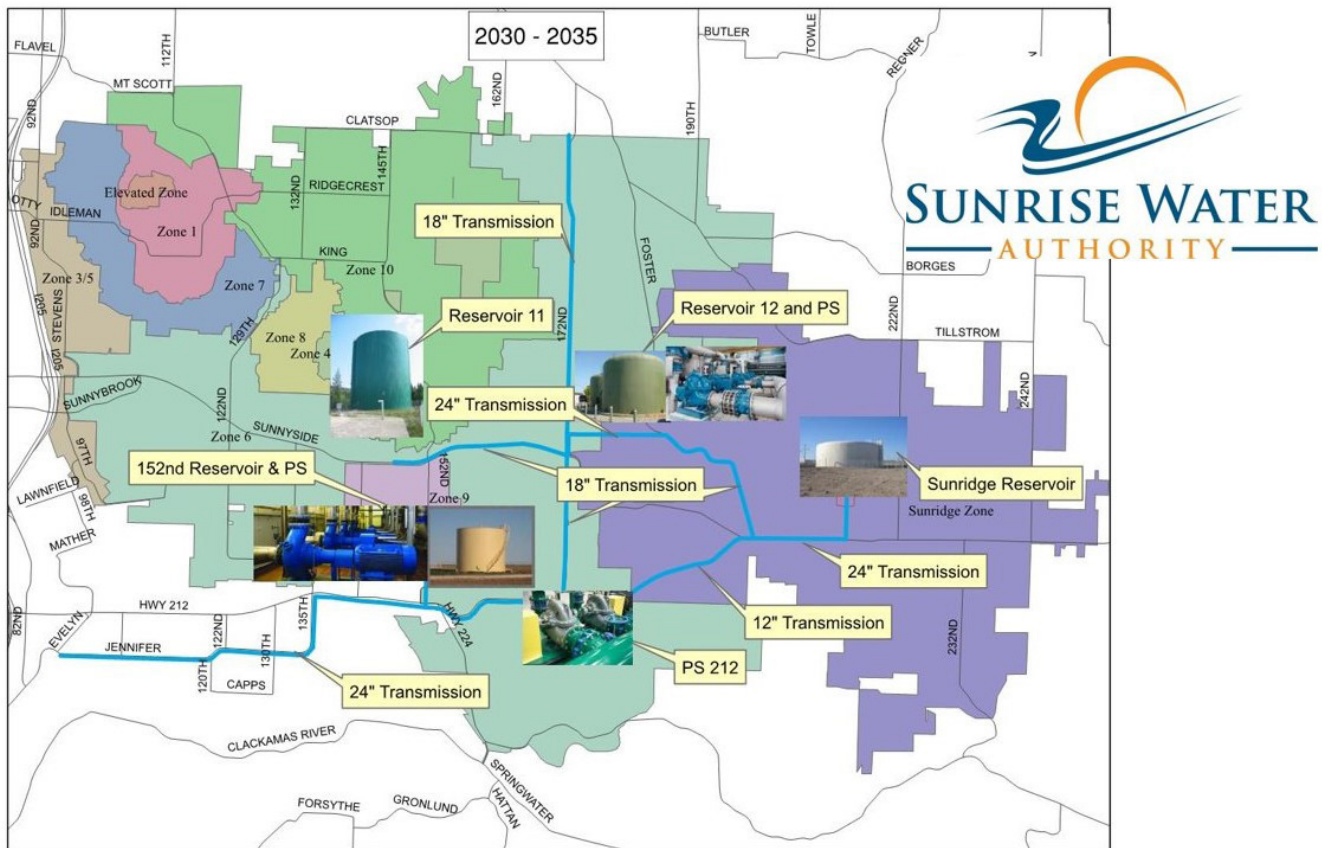 2030 - 2035
FLAVEL
112TH
BUTLER
TOWLE
REGNER
N
MT SCOTT
92ND
162ND
190TH
CLATSOP
145TH
132ND
Elevated Zone
RIDGECREST
OTTY
IDLEMAN
92ND
Zone 1
18" Transmission
FOSTER
SUNRISE WATER
AUTHORITY
KING
Zone 10
BORGES
Zone 3/5
Zone 7
I205
STEVENS
222ND
Reservoir 11
Reservoir 12 and PS
172ND
TILLSTROM
129TH
Zone 8
Zone 4
I205
SUNNYBROOK
24" Transmission
242ND
122ND
Zone 6
SUNNYSIDE
97TH
152nd Reservoir & PS
152ND
18" Transmission
Sunridge Reservoir
LAWNFIELD
98TH
Zone 9
Sunridge Zone
MATHER
24" Transmission
82ND
HWY 212
135TH
HWY 224
12" Transmission
EVELYN
122ND
130TH
JENNIFER
232ND
120TH
CAPPS
24" Transmission
PS 212
CLACKAMAS RIVER
SPRINGWATER
FORSYTHE
GRONLUND
HATTAN